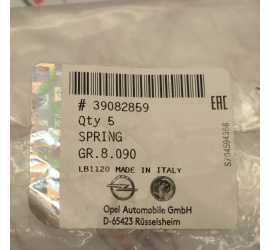 # 39082859
EAC
Qty 5
SPRING
GR.8.090
LB1120 MADE IN ITALY
Opel Automobile GmbH
D-65423 Rüsselsheim